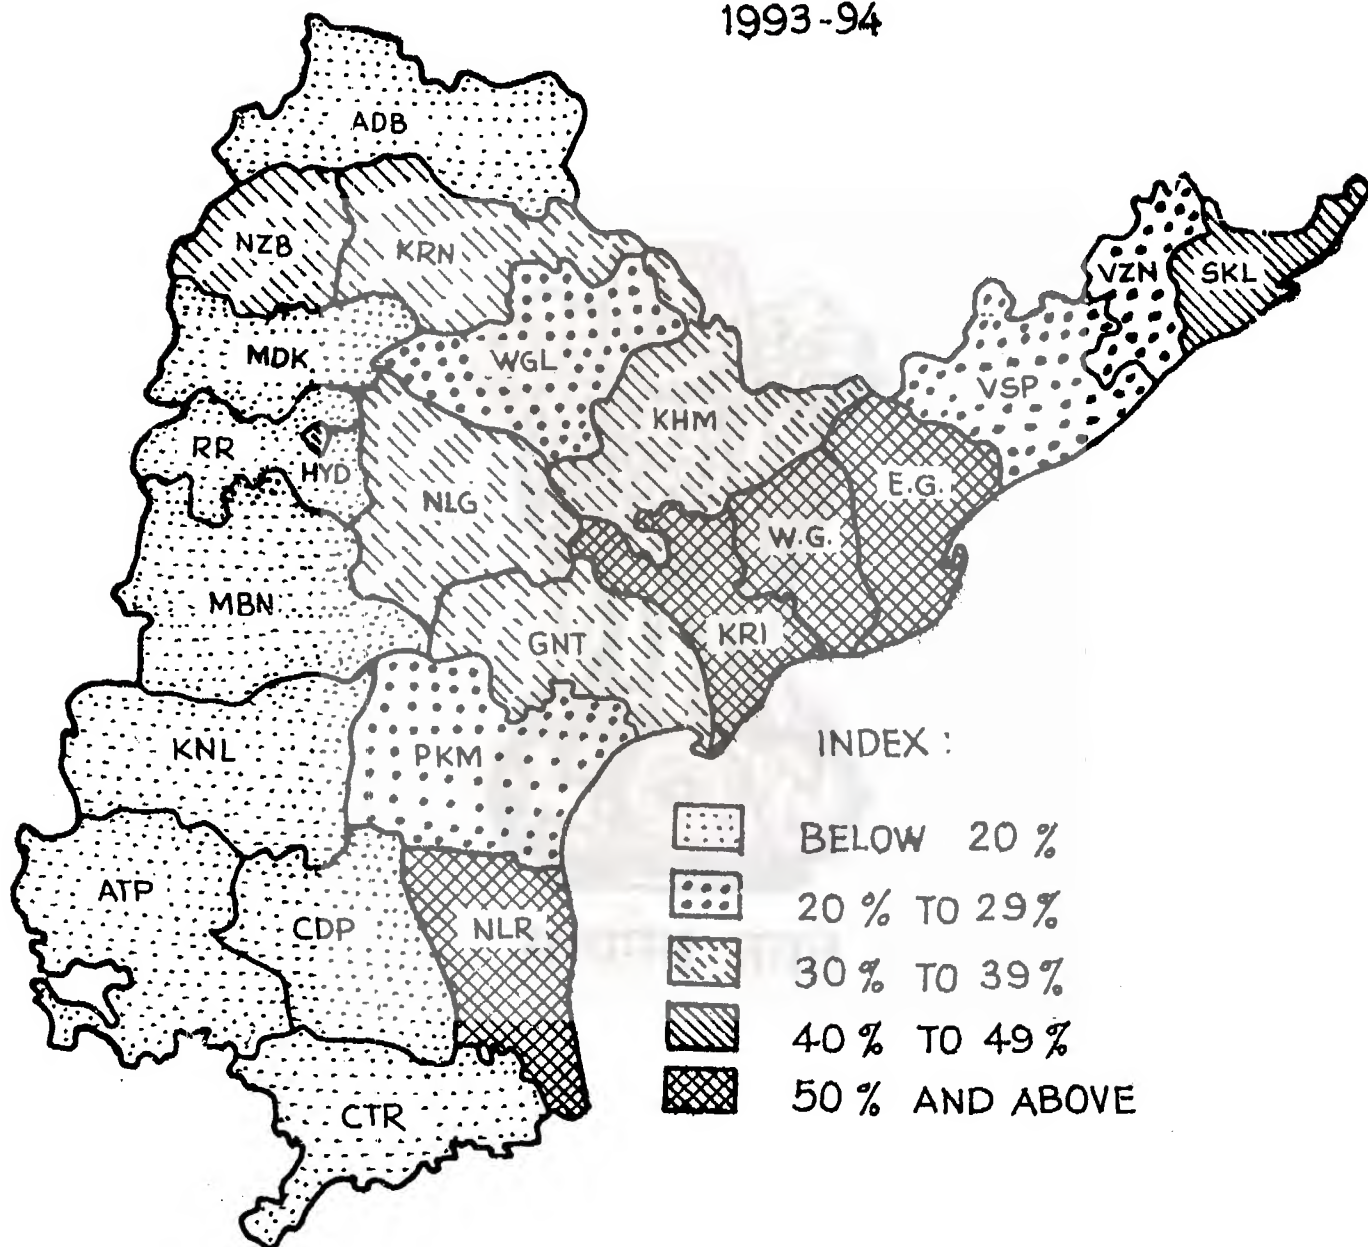 1993-94
ADB
NZB
KRN
VZN
SKL
MDK
WGL
VSP
KHM
RR
HYD
NLG
E.G.
W.G.
MBN
GNT
KRI
KNL
PKM
ATP
CDP
NLR
CTR
INDEX :
BELOW 20 %
20 % TO 29%
30 % TO 39%
40 % TO 49%
50 % AND ABOVE